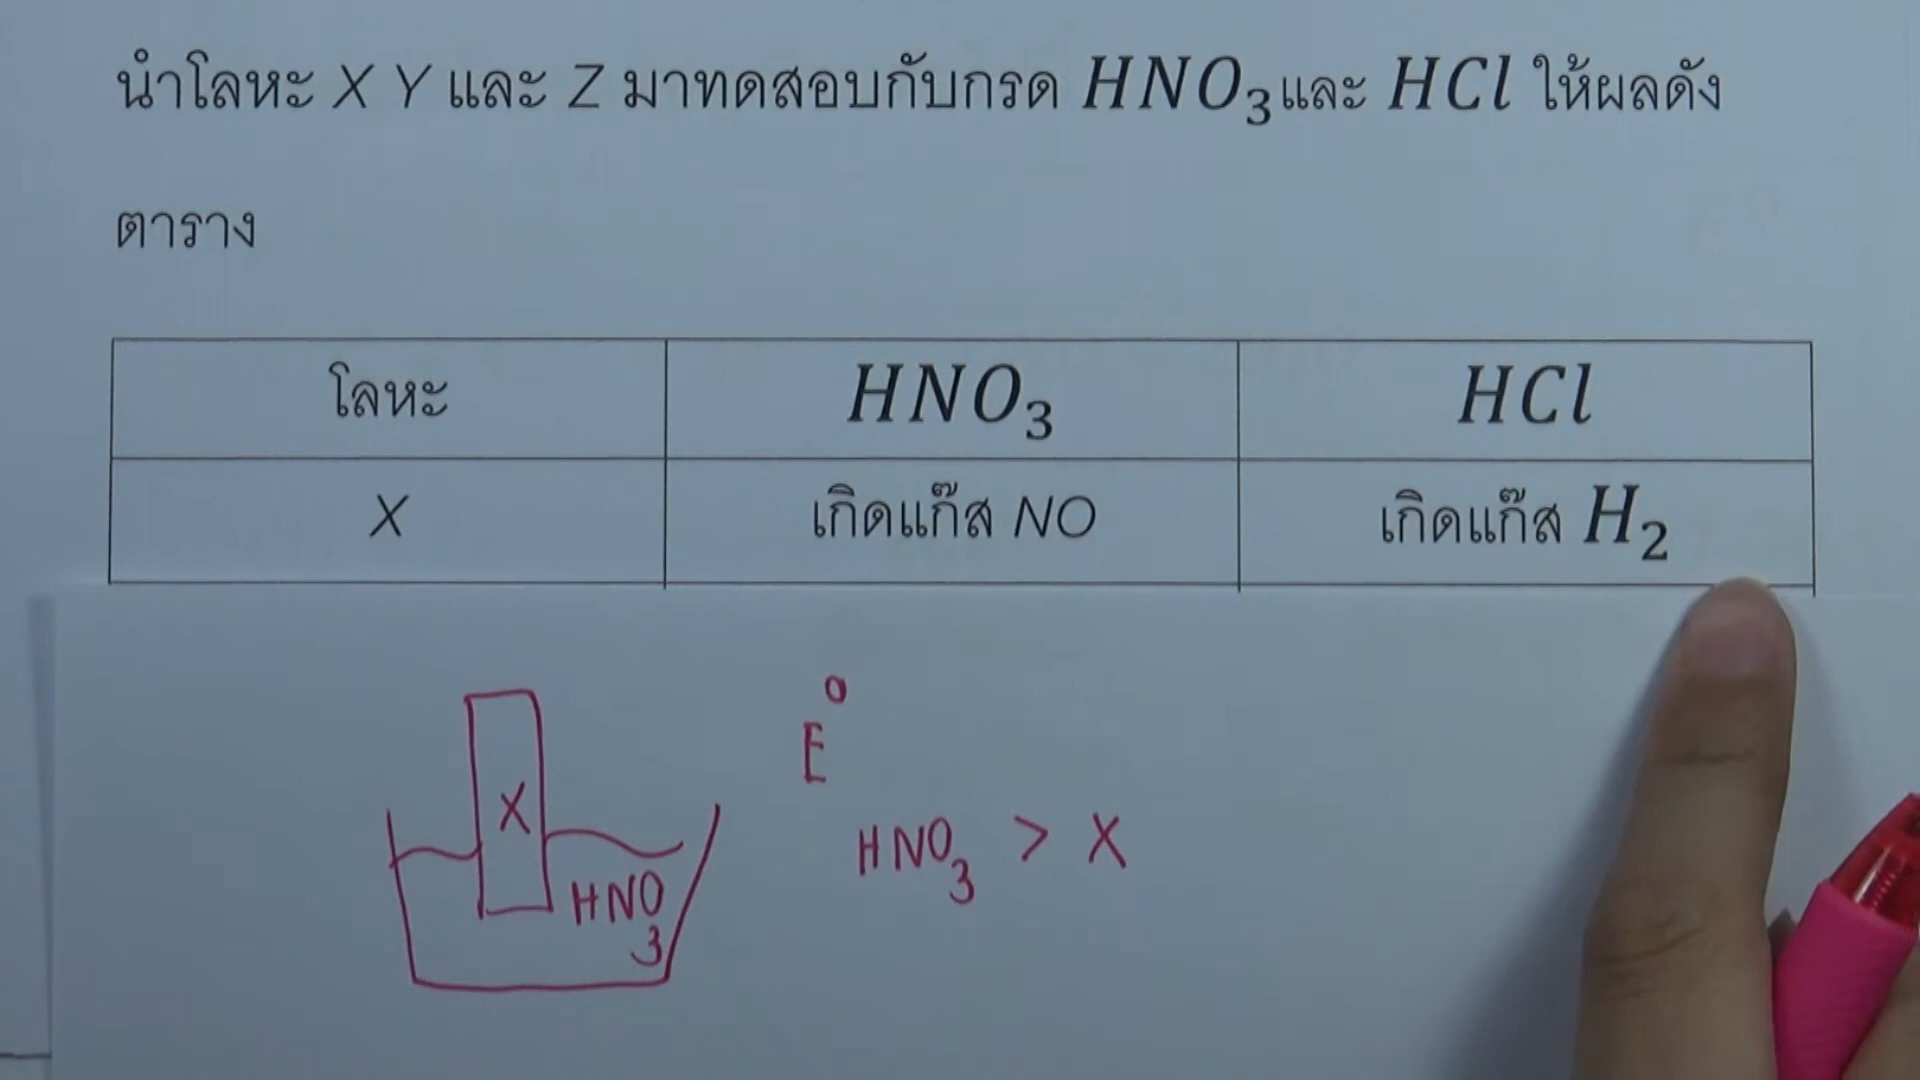 นำโลหะ X Y และ Z มาทดสอบกับกรด HNO₃และ HCl ให้ผลดัง
ตาราง
โลหะ HNO₃ HCl
X เกิดแก๊ส NO เกิดแก๊ส H₂
X
HNO
3
E⁰
HNO₃ > X